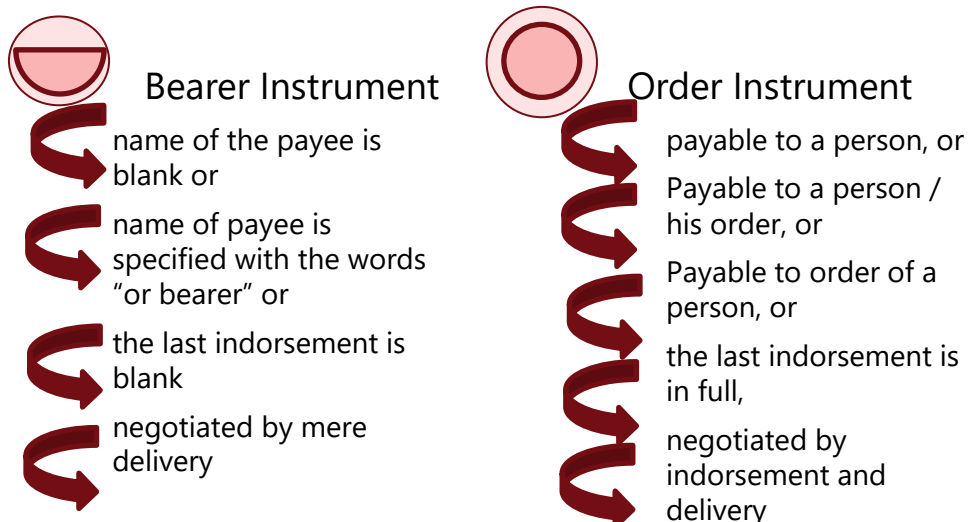 Bearer Instrument
name of the payee is
blank or
name of payee is
specified with the words
“or bearer” or
the last indorsement is
blank
negotiated by mere
delivery
Order Instrument
payable to a person, or
Payable to a person /
his order, or
Payable to order of a
person, or
the last indorsement is
in full,
negotiated by
indorsement and
delivery